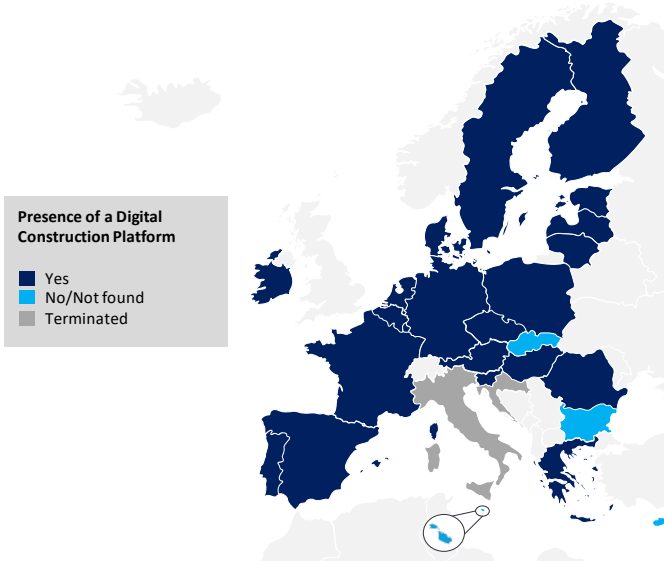 Presence of a Digital
Construction Platform
Yes
No/Not found
Terminated